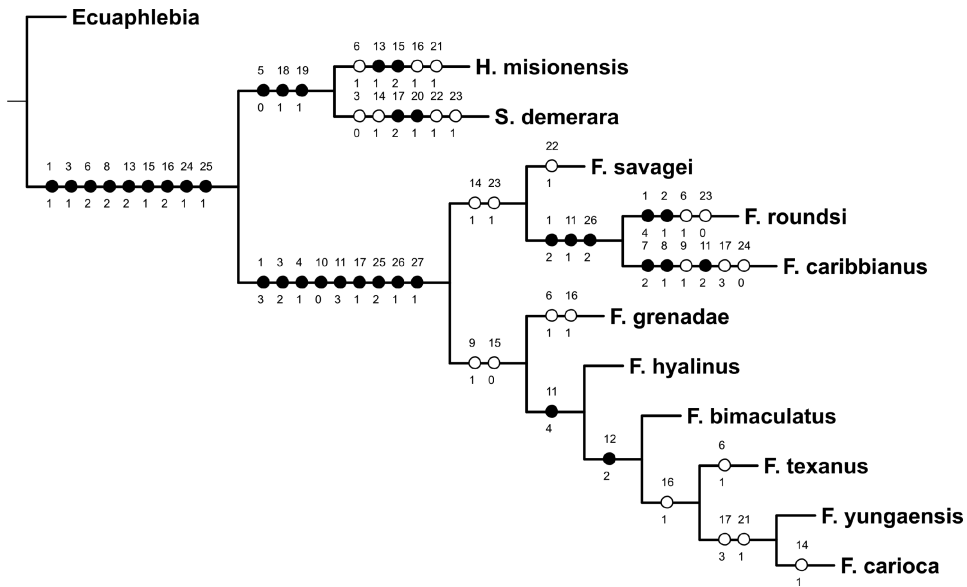 Ecuaphlebia
5 18 19
0 1 1
6 13 15 16 21
1 1 2 1 1
H. misionensis
3 14 17 20 22 23
0 1 2 1 1 1
S. demerara
1 3 6 8 13 15 16 24 25
1 1 2 2 2 1 2 1 1
22
1
F. savagei
14 23
1 1
1 2 6 23
4 1 1 0
F. roundsi
1 11 26
2 1 2
7 8 9 11 17 24
2 1 1 2 3 0
F. caribbianus
1 3 4 10 11 17 25 26 27
3 2 1 0 3 1 2 1 1
6 16
1 1
F. grenadae
9 15
1 0
F. hyalinus
11
4
F. bimaculatus
12
2
6
1
F. texanus
16
1
F. yungaensis
17 21
3 1
14
1
F. carioca